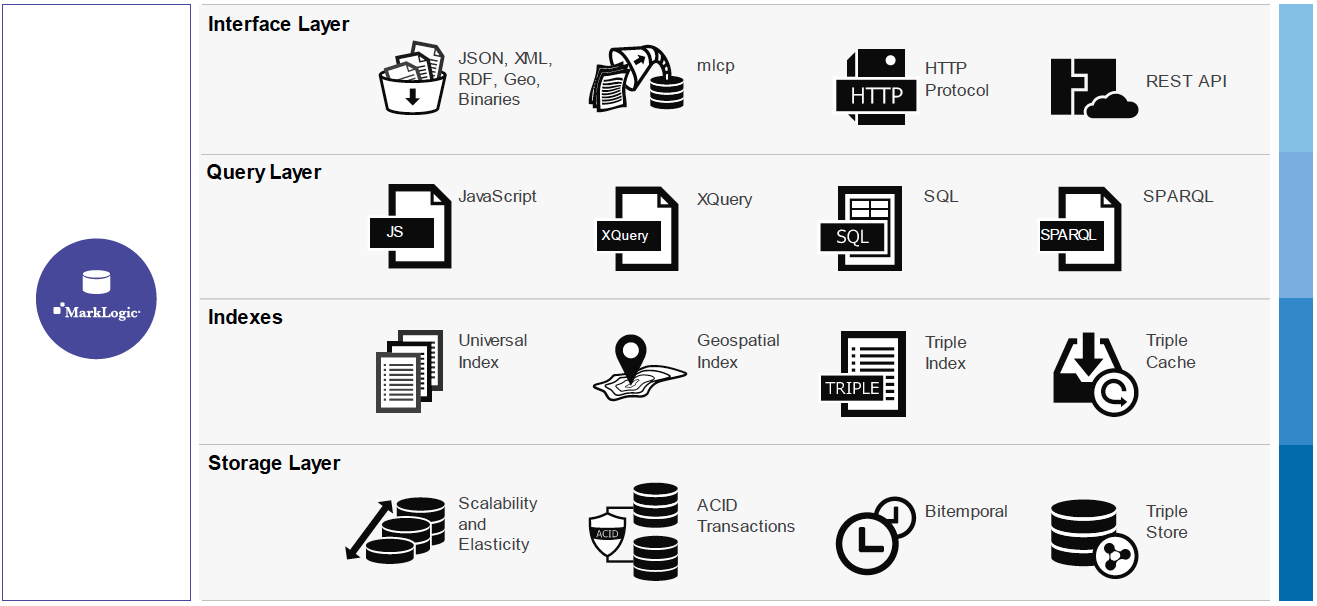 MarkLogic
Interface Layer
JSON, XML,
RDF, Geo,
Binaries
mlcp
HTTP
HTTP
Protocol
REST API
Query Layer
JS
JavaScript
XQuery
XQuery
SQL
SQL
SPARQL
SPARQL
Indexes
Universal
Index
Geospatial
Index
TRIPLE
Triple
Index
Triple
Cache
Storage Layer
Scalability
and
Elasticity
ACID
ACID
Transactions
Bitemporal
Triple
Store